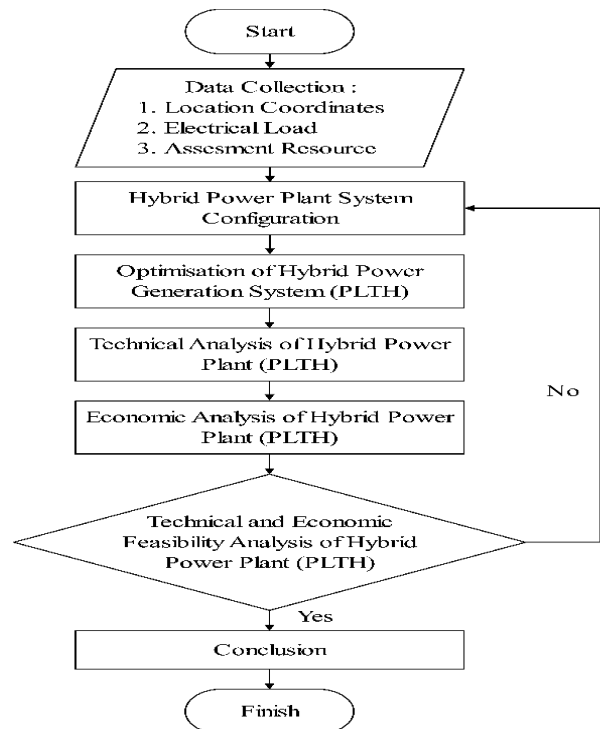 Start
Data Collection :
1. Location Coordinates
2. Electrical Load
3. Assesment Resource
Hybrid Power Plant System
Configuration
Optimisation of Hybrid Power
Generation System (PLTH)
Technical Analysis of Hybrid Power
Plant (PLTH)
Economic Analysis of Hybrid Power
Plant (PLTH)
Technical and Economic
Feasibility Analysis of Hybrid
Power Plant (PLTH)
No
Yes
Conclusion
Finish